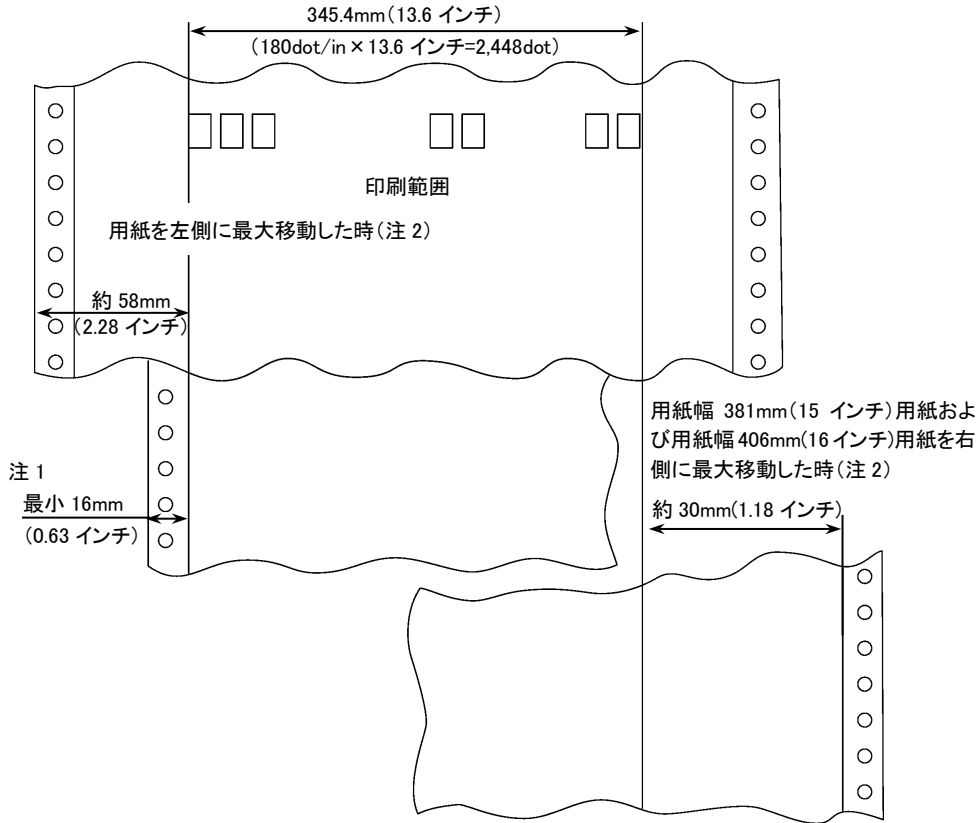 345.4mm(13.6 インチ)
(180dot/in×13.6 インチ=2,448dot)
印刷範囲
用紙を左側に最大移動した時(注 2)
約 58mm
(2.28 インチ)
用紙幅 381mm(15 インチ)用紙およ
び用紙幅 406mm(16 インチ)用紙を右
側に最大移動した時(注 2)
注 1
最小 16mm
(0.63 インチ)
約 30mm(1.18 インチ)